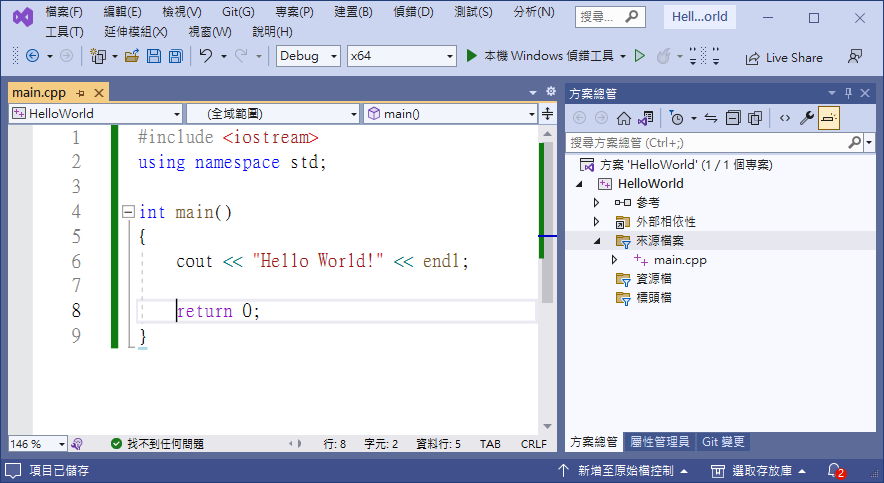 檔案(F) 編輯(E) 檢視(V) Git(G) 專案(P) 建置(B) 偵錯(D) 測試(S) 分析(N) 搜尋... Hell...orld
工具(T) 延伸模組(X) 視窗(W) 說明(H)
Debug x64 本機 Windows 偵錯工具 Live Share
main.cpp
HelloWorld (全域範圍) main()
1 #include <iostream>
2 using namespace std;
3
4 int main()
5 {
6 cout << "Hello World!" << endl;
7
8 return 0;
9 }
146 % 找不到任何問題 行: 8 字元: 2 資料行: 5 TAB CRLF
方案總管
搜尋方案總管 (Ctrl+;)
方案 'HelloWorld' (1 / 1 個專案)
HelloWorld
參考
外部相依性
來源檔案
main.cpp
資源檔
標頭檔
方案總管 屬性管理員 Git 變更
項目已儲存 新增至原始檔控制 選取存放庫 2